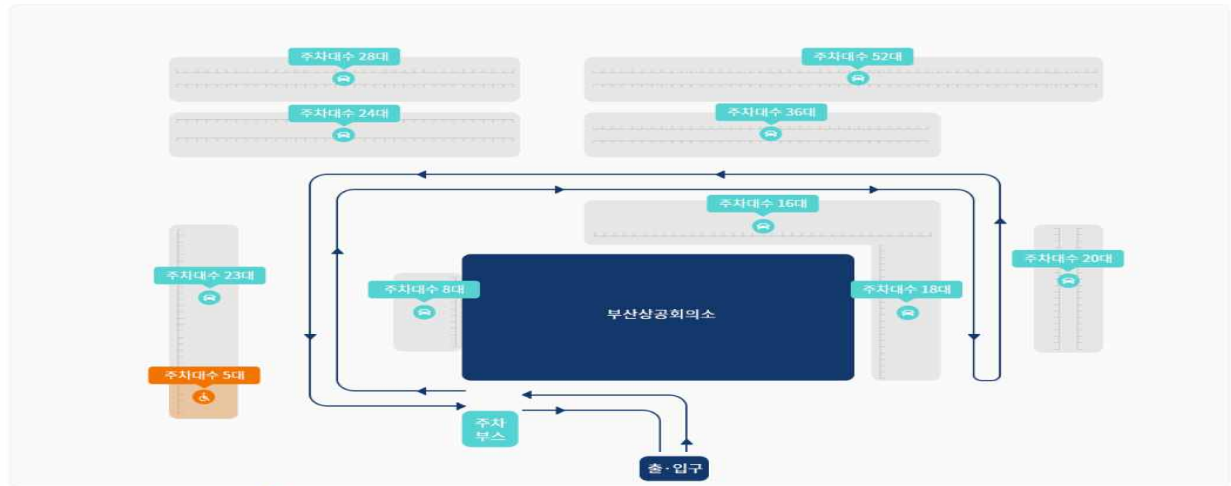 주차대수 28대
주차대수 52대
주차대수 24대
주차대수 36대
주차대수 16대
주차대수 23대
주차대수 8대
부산상공회의소
주차대수 18대
주차대수 20대
주차대수 5대
주차
부스
출·입구